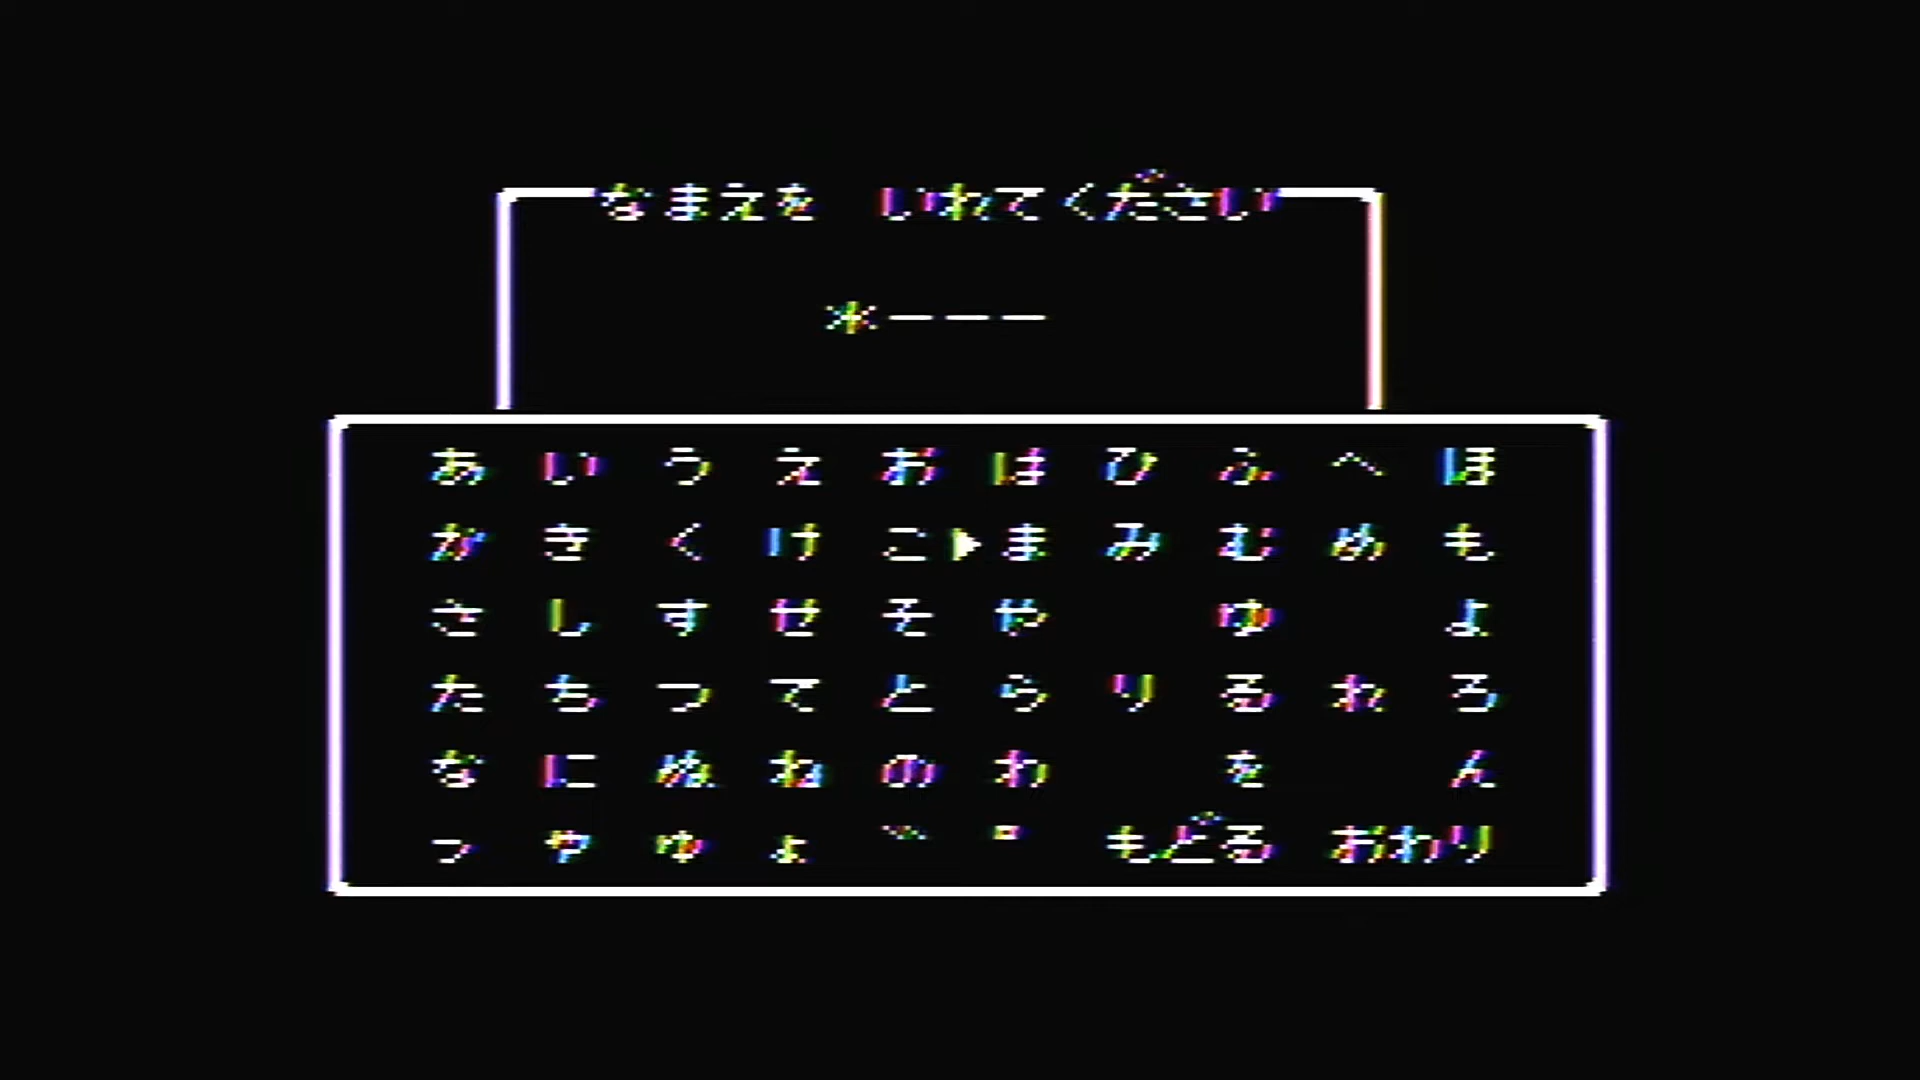 なまえを いれてください
*---
あ い う え お は ひ ふ へ ほ
か き く け こ ▶ま み む め も
さ し す せ そ や ゆ よ
た ち つ て と ら り る れ ろ
な に ぬ ね の わ を ん
っ ゃ ゅ ょ ゛ ゜ もどる おわり